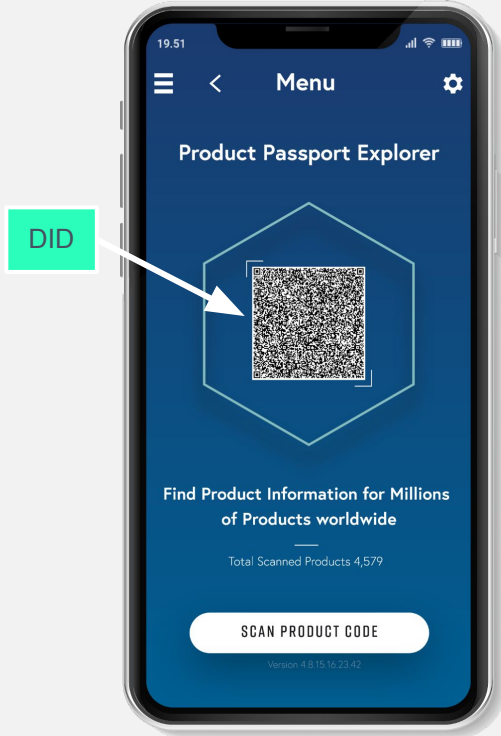 19.51
Menu
Product Passport Explorer
DID
Find Product Information for Millions
of Products worldwide
Total Scanned Products 4,579
SCAN PRODUCT CODE
Version 4.8.15.16.23.42